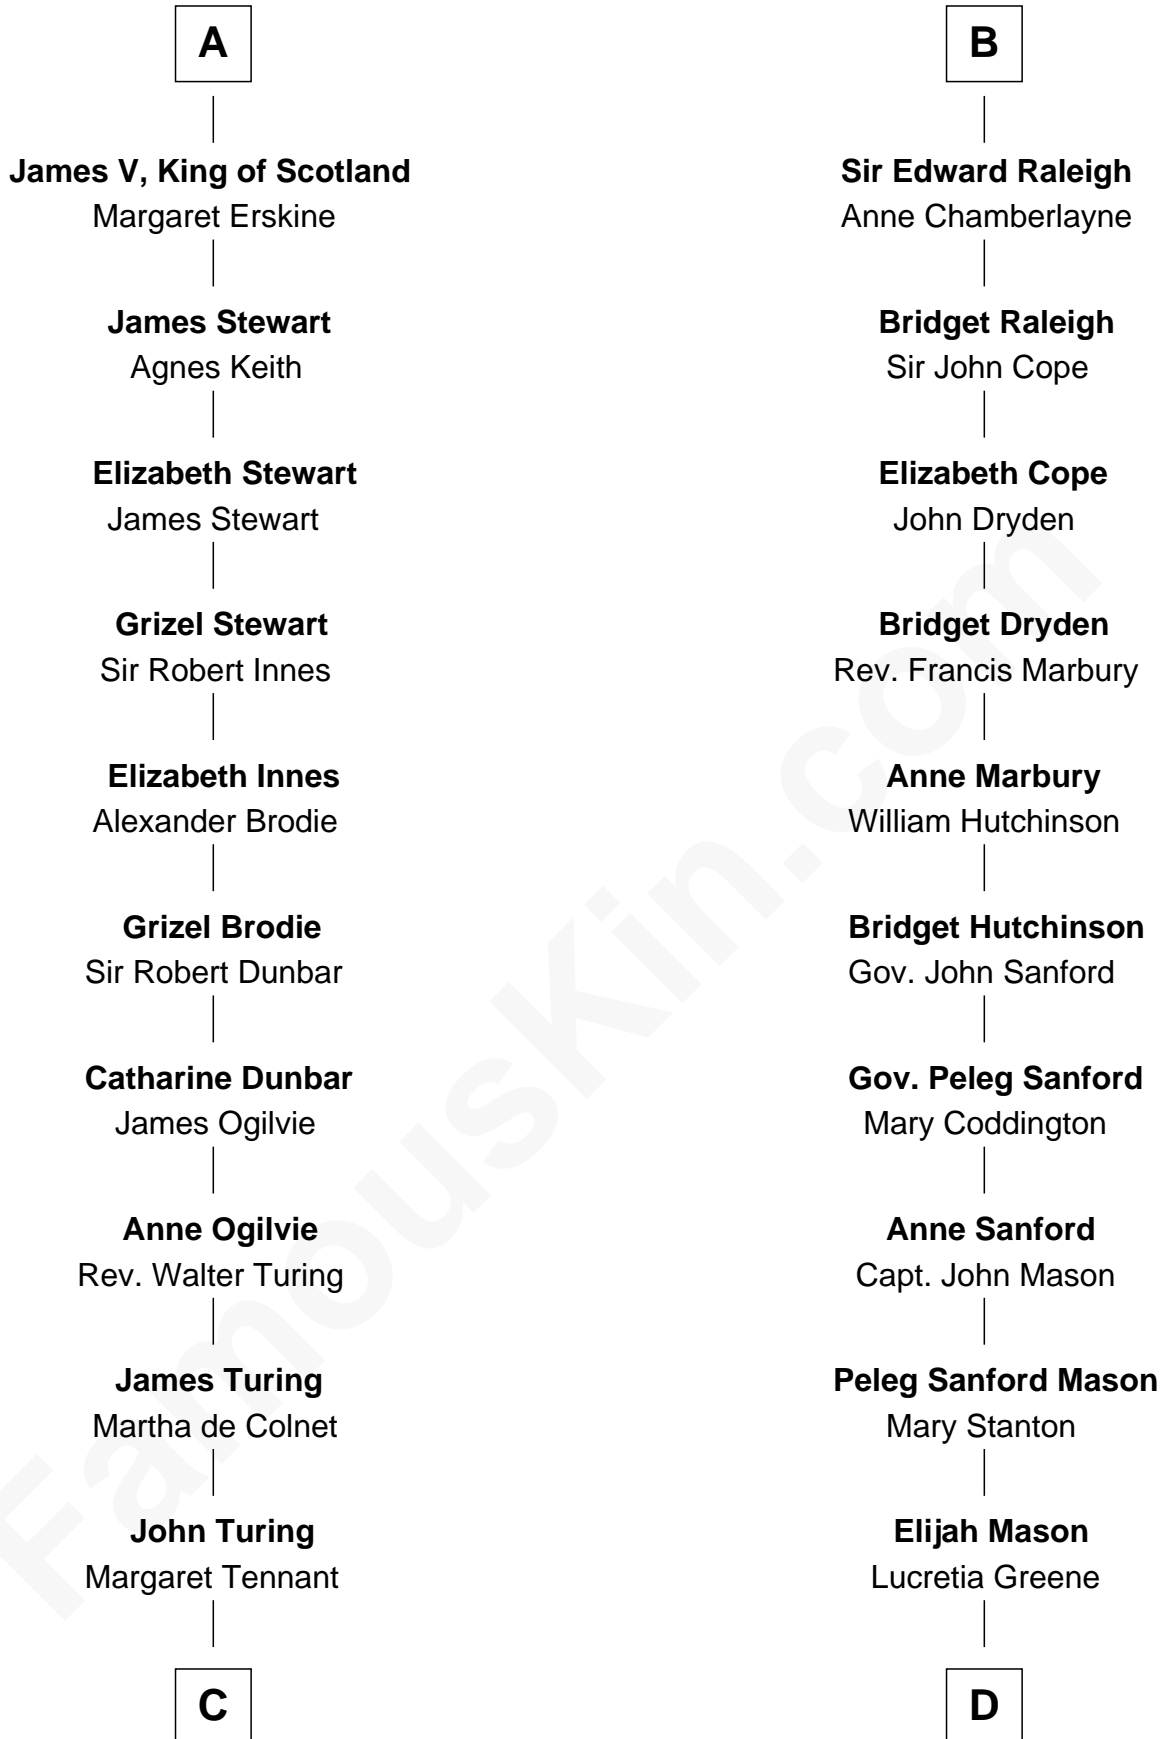 A
James V, King of Scotland
Margaret Erskine
James Stewart
Agnes Keith
Elizabeth Stewart
James Stewart
Grizel Stewart
Sir Robert Innes
Elizabeth Innes
Alexander Brodie
Grizel Brodie
Sir Robert Dunbar
Catharine Dunbar
James Ogilvie
Anne Ogilvie
Rev. Walter Turing
James Turing
Martha de Colnet
John Turing
Margaret Tennant
C
B
Sir Edward Raleigh
Anne Chamberlayne
Bridget Raleigh
Sir John Cope
Elizabeth Cope
John Dryden
Bridget Dryden
Rev. Francis Marbury
Anne Marbury
William Hutchinson
Bridget Hutchinson
Gov. John Sanford
Gov. Peleg Sanford
Mary Coddington
Anne Sanford
Capt. John Mason
Peleg Sanford Mason
Mary Stanton
Elijah Mason
Lucretia Greene
D
FamousKin.com